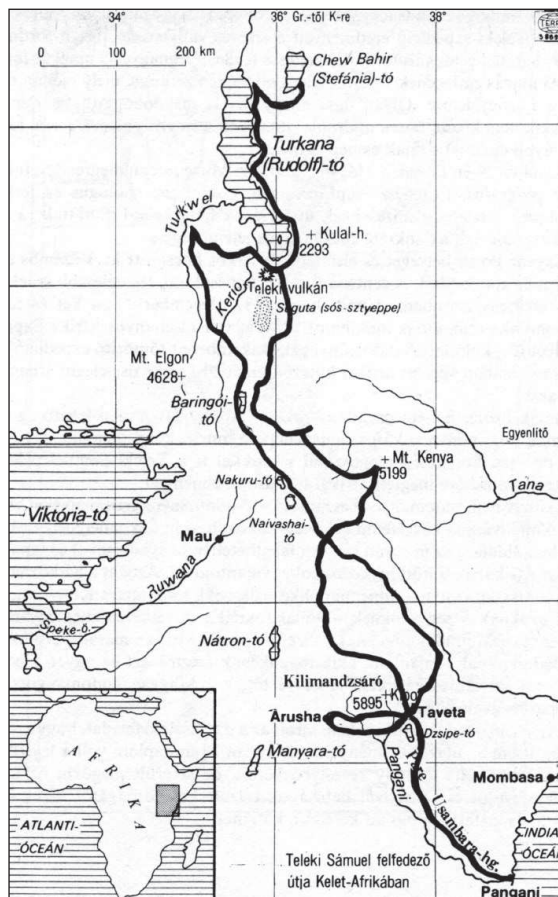 34°
36° Gr.-től K-re
38°
0
100
200 km
Chew Bahir
(Stefánia)-tó
Turkana
(Rudolf)-tó
Turkwel
+ Kulal-h.
2293
Kerio
Teleki vulkán
Suguta (sós-sztyeppe)
Mt. Elgon
4628+
Baringói-
tó
Egyenlítő
+ Mt. Kenya
5199
Tana
Nakuru-tó
Naivashai-
tó
Viktória-tó
Mau
Ruwana
Speke-ö.
Nátron-tó
Kilimandzsáró
5895
+Kibo
Arusha
Taveta
Dzsipe-tó
Manyara-tó
Pangani
Pare
Usambara-hg.
Mombasa
INDIAI
ÓCEÁN
Pangani
AFRIKA
ATLANTI-
ÓCEÁN
Teleki Sámuel felfedező
útja Kelet-Afrikában